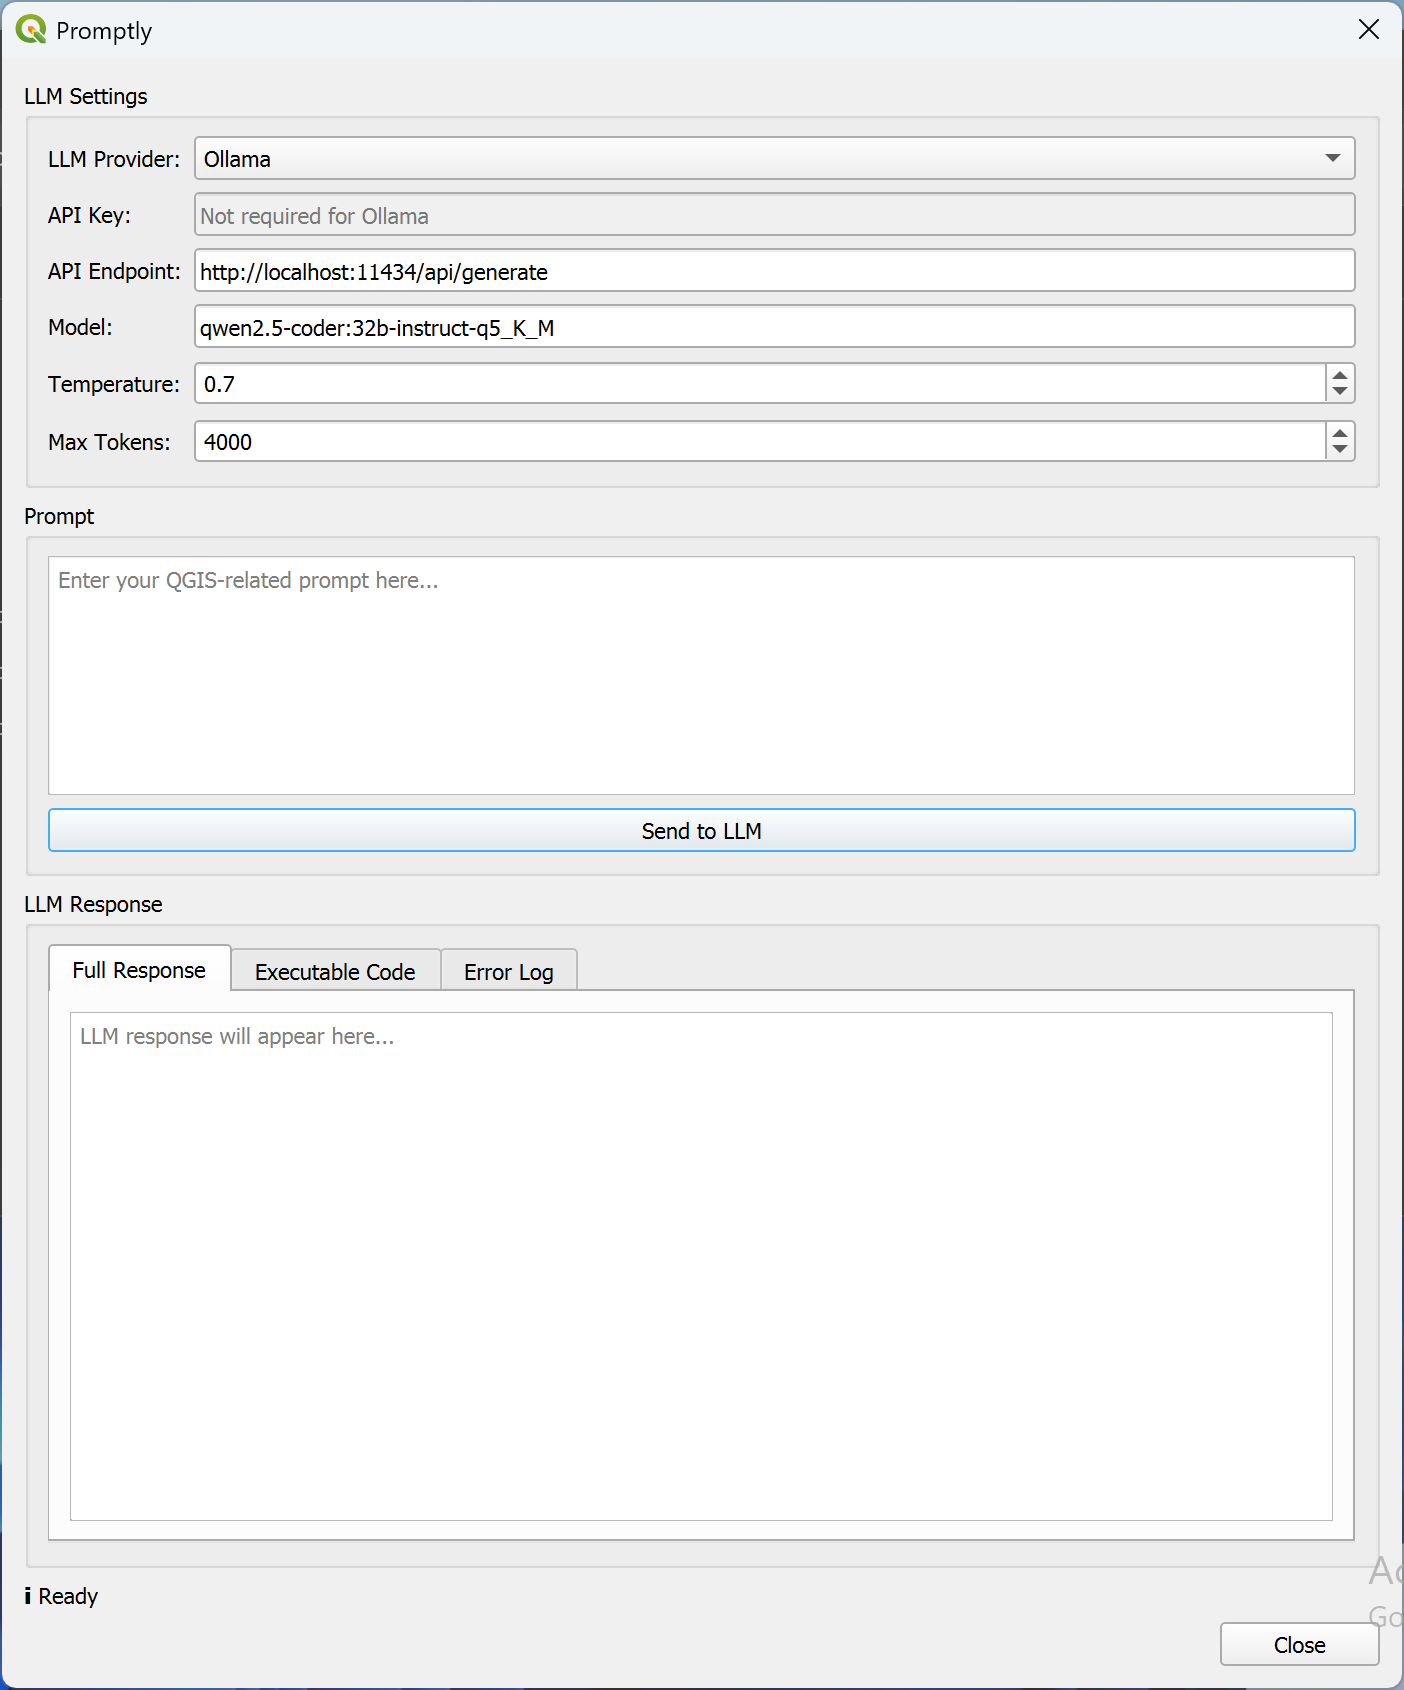 Promptly
LLM Settings
LLM Provider: Ollama
API Key: Not required for Ollama
API Endpoint: http://localhost:11434/api/generate
Model: qwen2.5-coder:32b-instruct-q5_K_M
Temperature: 0.7
Max Tokens: 4000
Prompt
Enter your QGIS-related prompt here...
Send to LLM
LLM Response
Full Response Executable Code Error Log
LLM response will appear here...
i Ready
Close